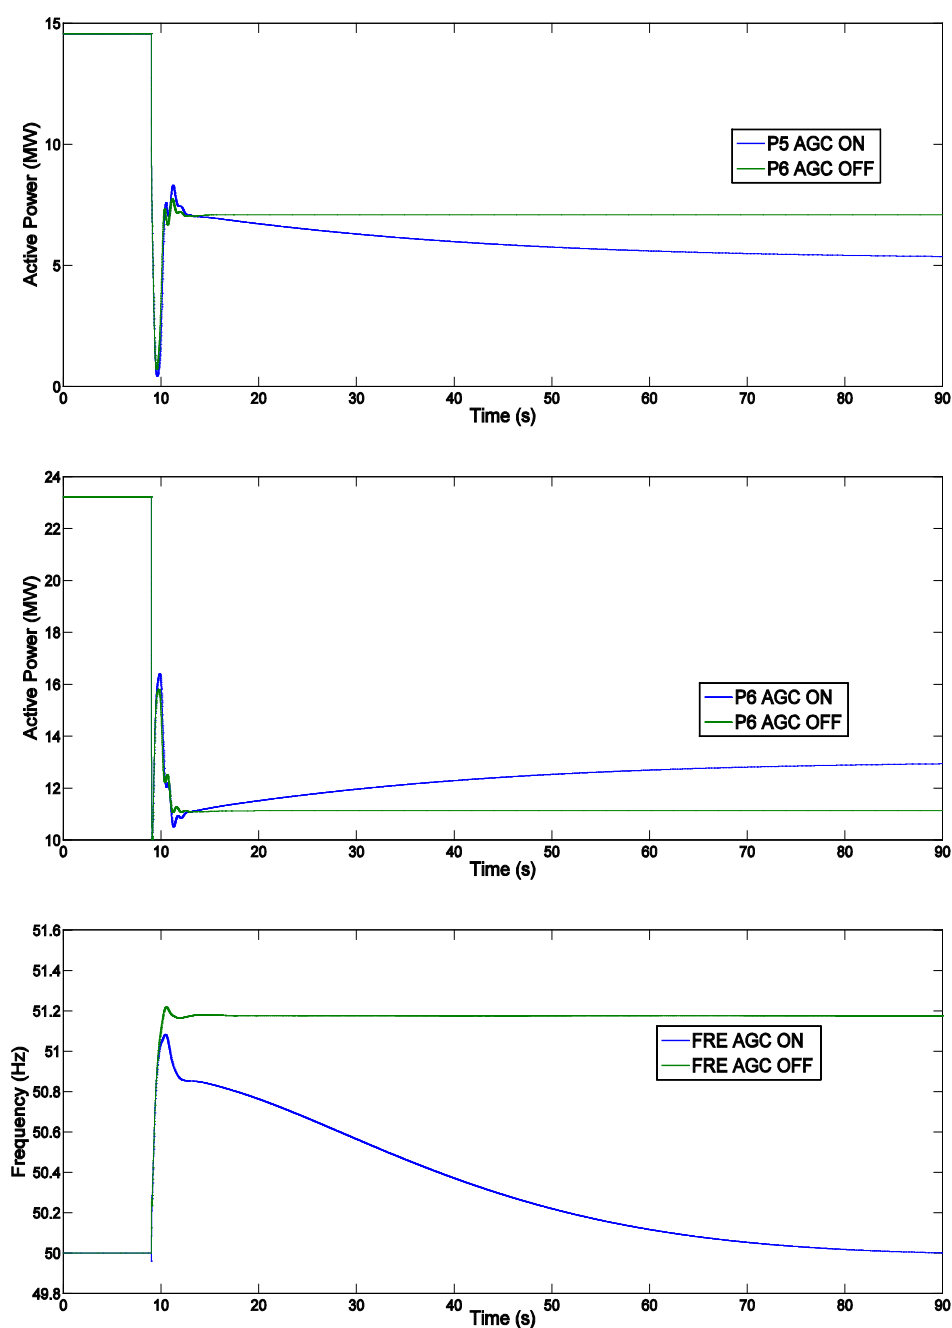 15
10
5
0
Active Power (MW)
P5 AGC ON
P6 AGC OFF
0 10 20 30 40 50 60 70 80 90
Time (s)
24
22
20
18
16
14
12
10
Active Power (MW)
P6 AGC ON
P6 AGC OFF
0 10 20 30 40 50 60 70 80 90
Time (s)
51.6
51.4
51.2
51
50.8
50.6
50.4
50.2
50
49.8
Frequency (Hz)
FRE AGC ON
FRE AGC OFF
0 10 20 30 40 50 60 70 80 90
Time (s)